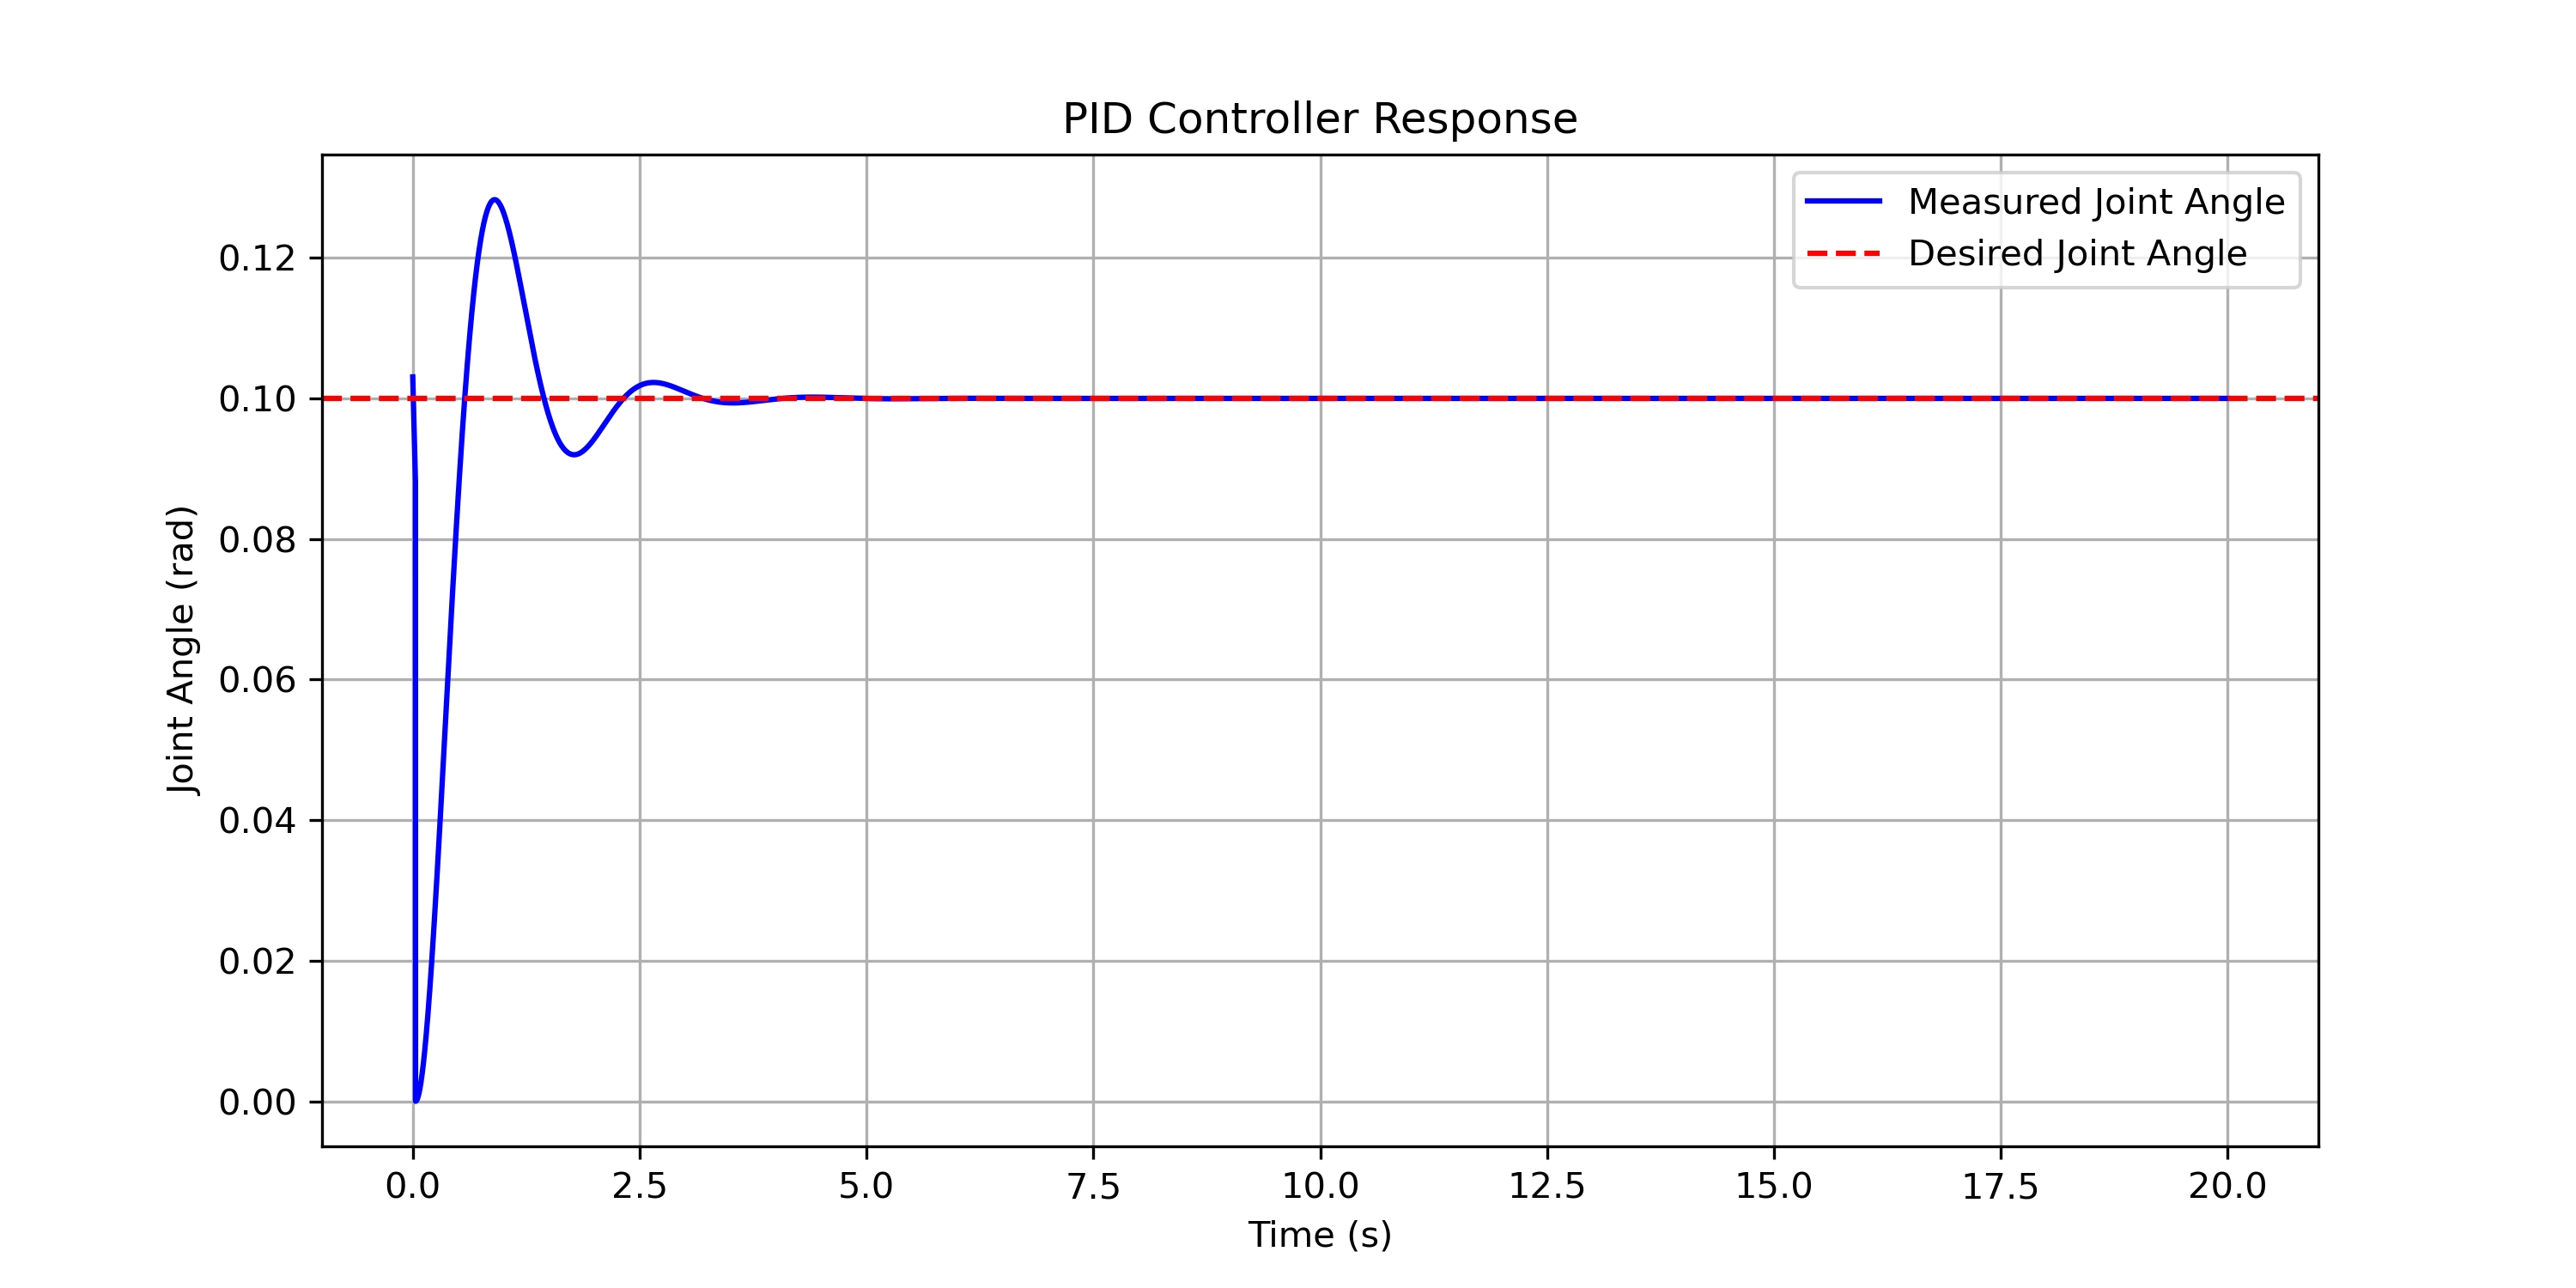 PID Controller Response
Measured Joint Angle
Desired Joint Angle
Joint Angle (rad)
0.12
0.10
0.08
0.06
0.04
0.02
0.00
0.0 2.5 5.0 7.5 10.0 12.5 15.0 17.5 20.0
Time (s)